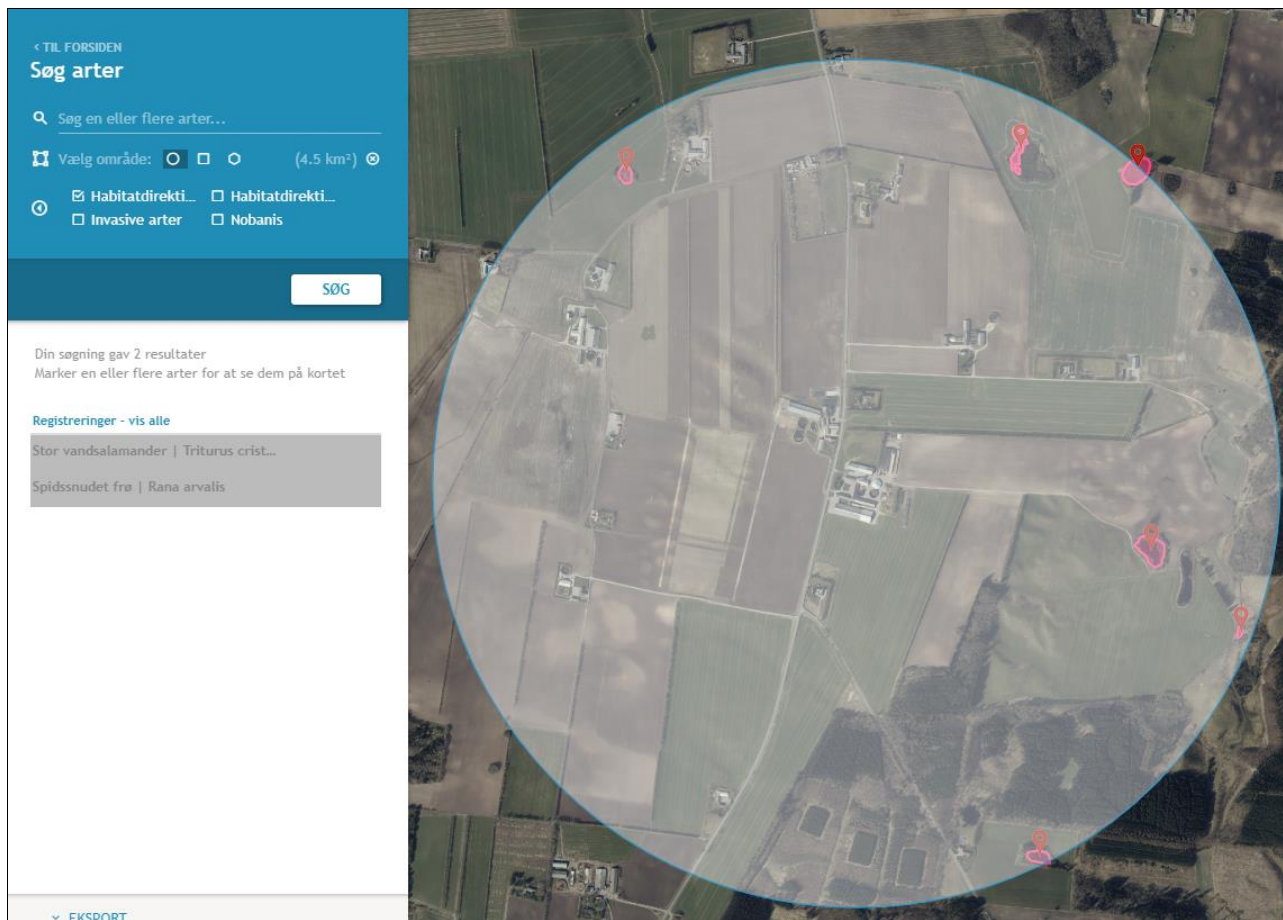 ‹ TIL FORSIDEN
Søg arter
Søg en eller flere arter...
Vælg område: (4.5 km²)
Habitatdirekti... Habitatdirekti...
Invasive arter Nobanis
SØG
Din søgning gav 2 resultater
Marker en eller flere arter for at se dem på kortet
Registreringer - vis alle
Stor vandsalamander | Triturus crist...
Spidssnudet frø | Rana arvalis
EKSPORT